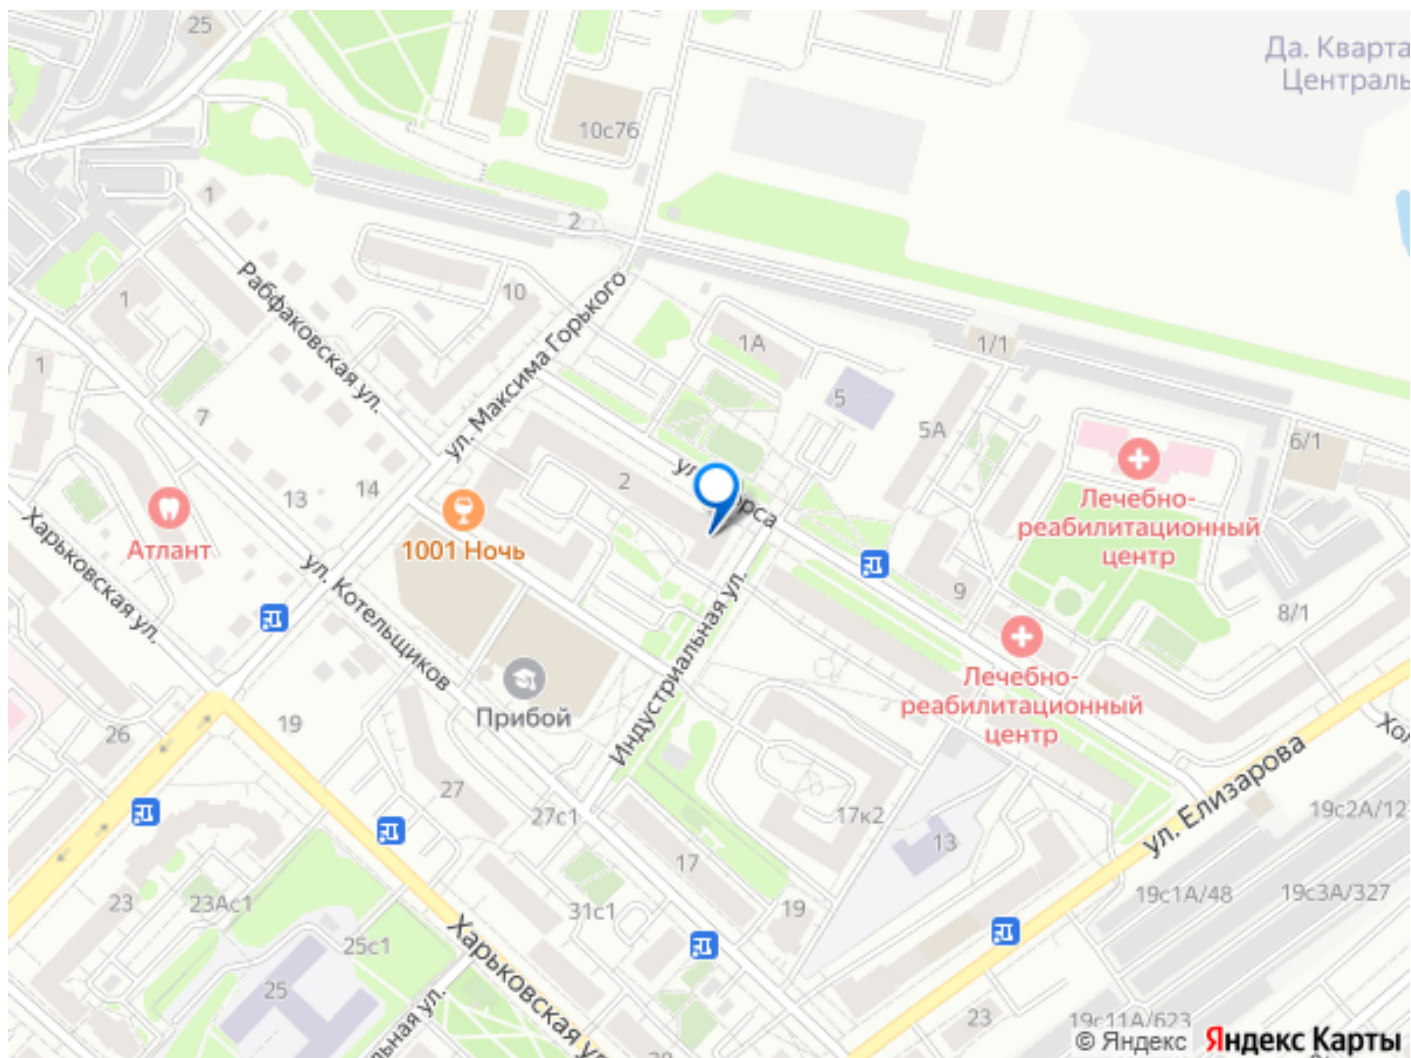 25
Да. Кварта
Централь
10с76
1
2
Рабфаковская ул.
10
ул. Максима Горького
1
1А
1/1
1
5
7
5А
6/1
2
13
14
Атлант
1001 Ночь
Лечебно-
реабилитационный
центр
Харьковская ул.
ул. Котельщиков
Индустриальная ул.
9
8/1
Лечебно-
реабилитационный
центр
Прибой
19
26
27
27с1
17к2
13
ул. Елизарова
19с2А/12
17
23
23Ас1
31с1
19
19с1А/48
19с3А/327
25с1
25
Харьковская ул.
23
19с11А/623
© Яндекс
Яндекс Карты